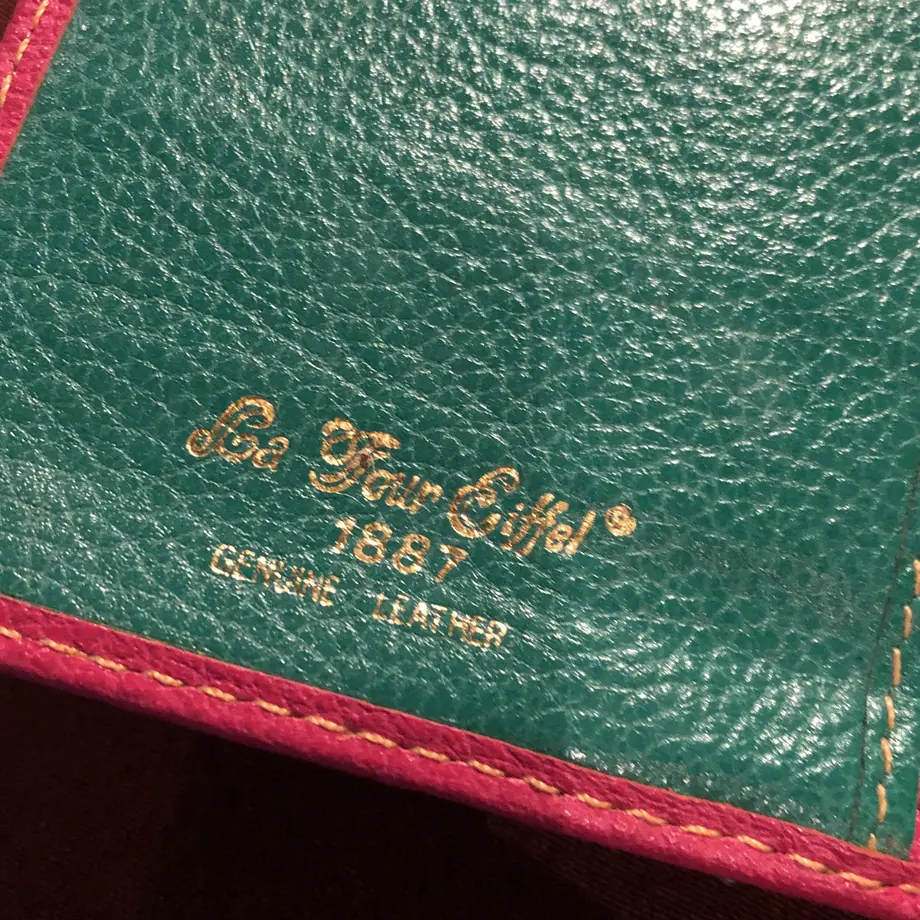 La Tour Eiffel®
1887
GENUINE LEATHER